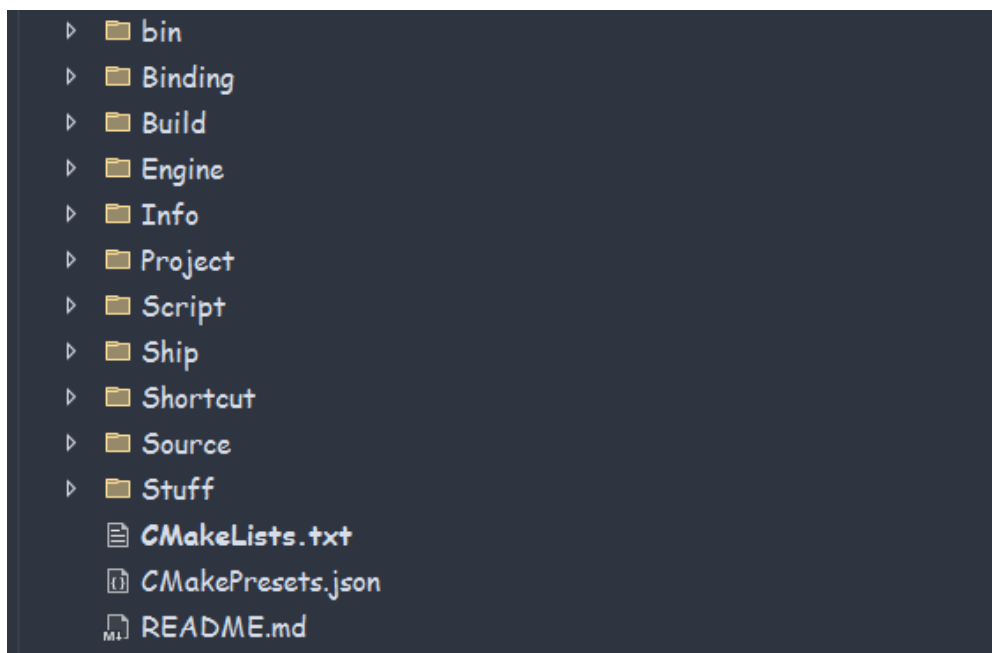 bin
Binding
Build
Engine
Info
Project
Script
Ship
Shortcut
Source
Stuff
CMakeLists.txt
CMakePresets.json
README.md